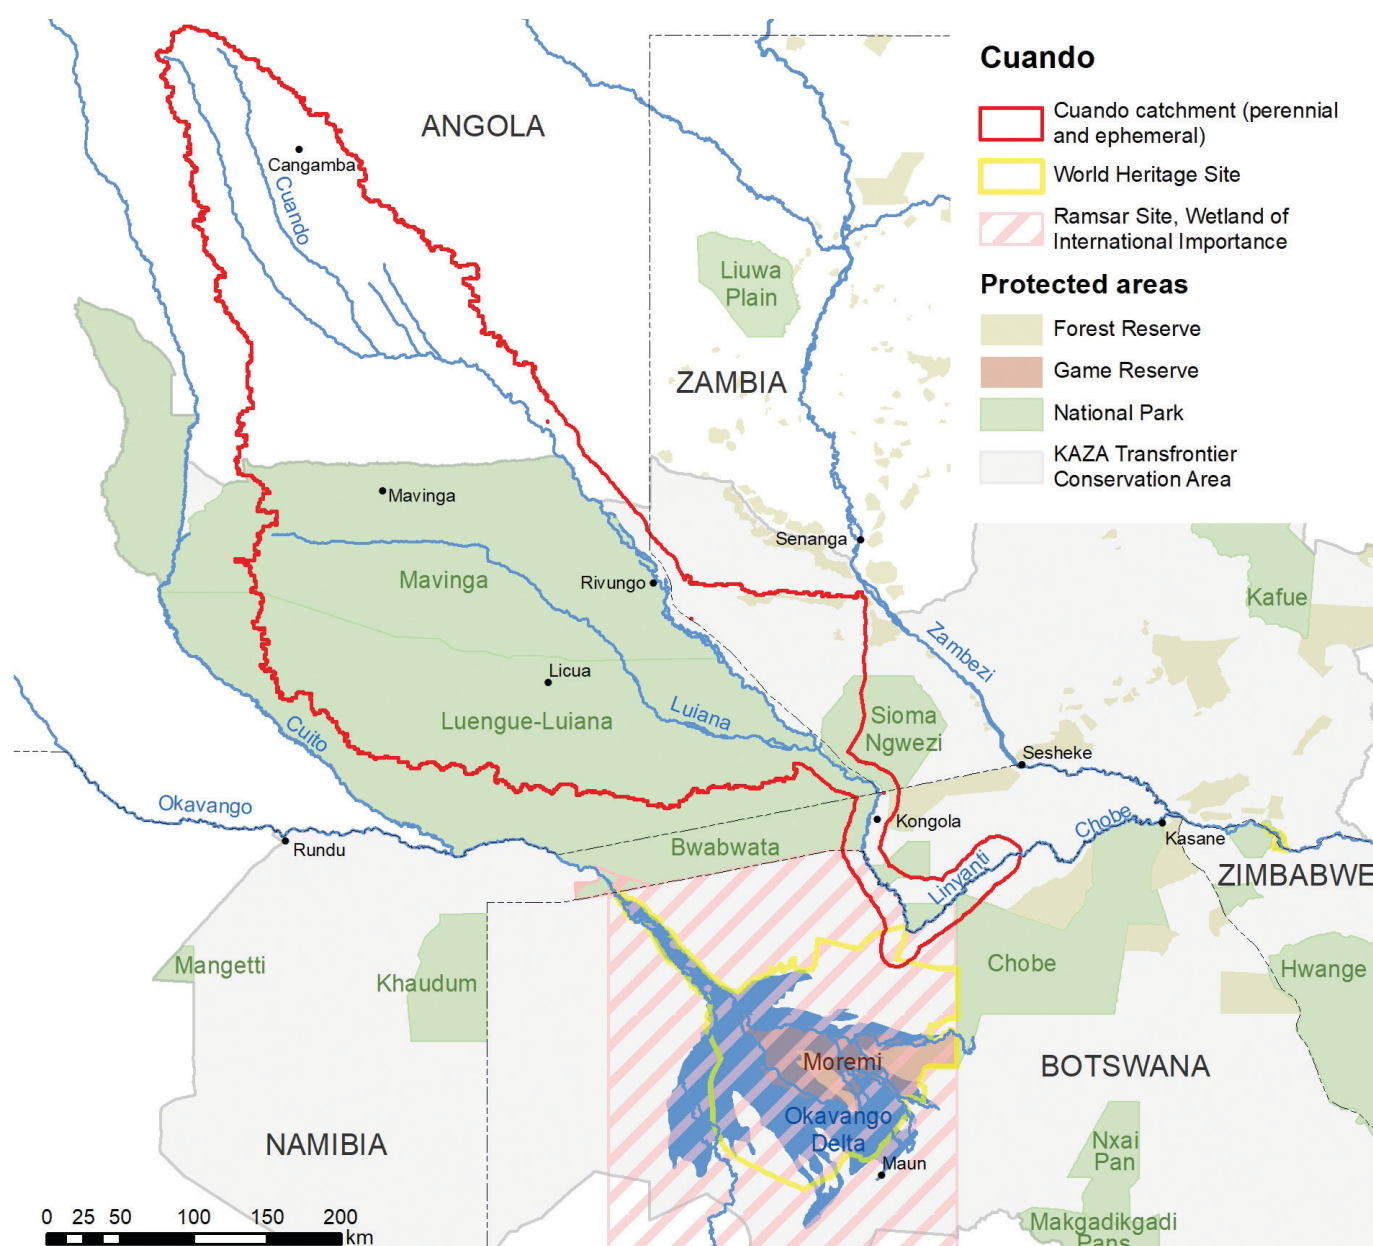 Cuando
Cuando catchment (perennial
and ephemeral)
World Heritage Site
Ramsar Site, Wetland of
International Importance
Protected areas
Forest Reserve
Game Reserve
National Park
KAZA Transfrontier
Conservation Area
ANGOLA
Cangamba
Cuando
Liuwa
Plain
ZAMBIA
Mavinga
Senanga
Mavinga
Rivungo
Kafue
Zambezi
Licua
Luengue-Luiana
Luiana
Sioma
Ngwezi
Cuito
Sesheke
Okavango
Rundu
Kongola
Chobe
Kasane
Bwabwata
Linyanti
ZIMBABWE
Mangetti
Khaudum
Chobe
Hwange
Moremi
BOTSWANA
Okavango
Delta
NAMIBIA
Maun
Nxai
Pan
Makgadikgadi
Pans
0 25 50 100 150 200
km